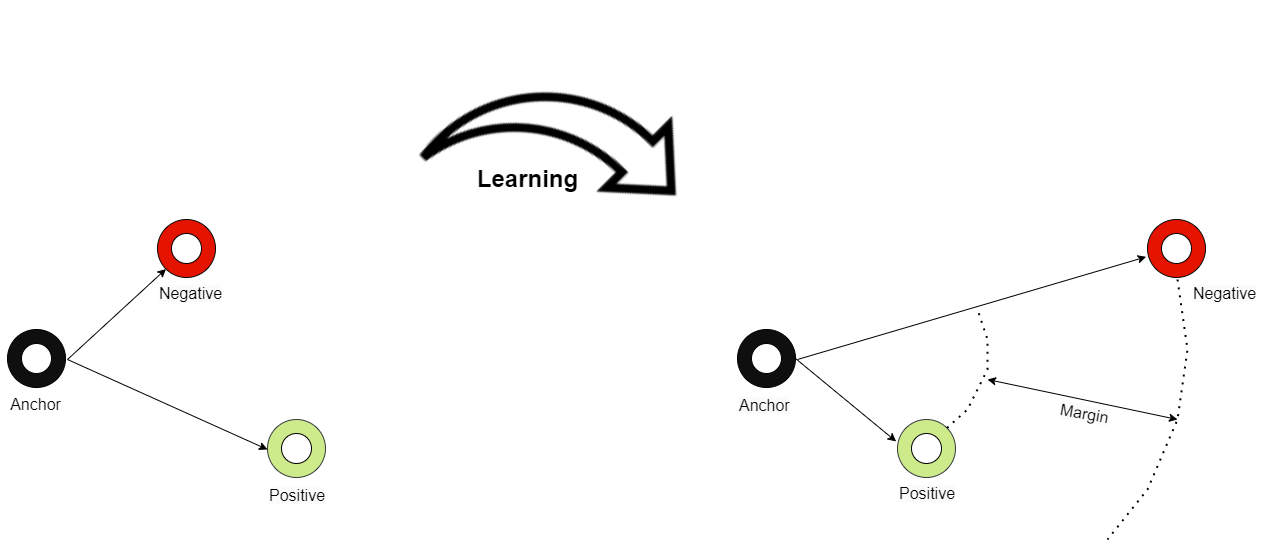 Learning
Negative
Anchor
Positive
Negative
Anchor
Margin
Positive